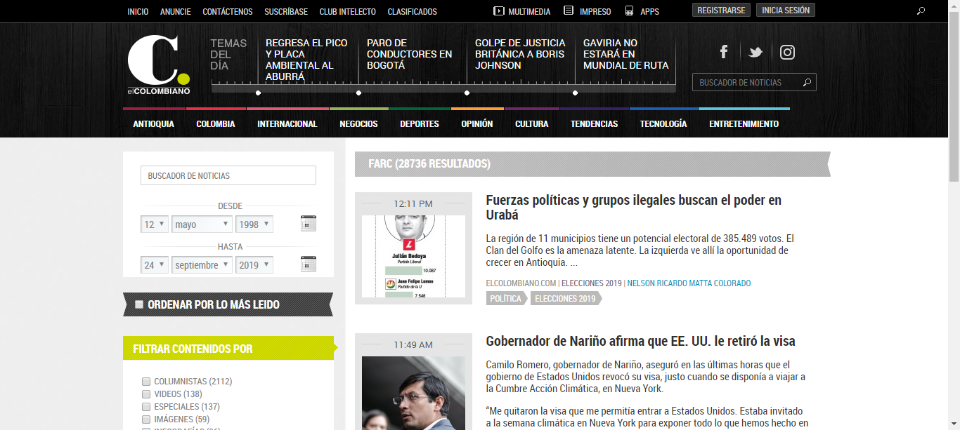 INICIO ANUNCIE CONTÁCTENOS SUSCRÍBASE CLUB INTELECTO CLASIFICADOS MULTIMEDIA IMPRESO APPS REGISTRARSE INICIA SESIÓN
C.
elCOLOMBIANO
TEMAS
DEL
DÍA
REGRESA EL PICO
Y PLACA
AMBIENTAL AL
ABURRÁ
PARO DE
CONDUCTORES EN
BOGOTÁ
GOLPE DE JUSTICIA
BRITÁNICA A BORIS
JOHNSON
GAVIRIA NO
ESTARÁ EN
MUNDIAL DE RUTA
BUSCADOR DE NOTICIAS
ANTIOQUIA COLOMBIA INTERNACIONAL NEGOCIOS DEPORTES OPINIÓN CULTURA TENDENCIAS TECNOLOGÍA ENTRETENIMIENTO
BUSCADOR DE NOTICIAS
DESDE
12 mayo 1998
HASTA
24 septiembre 2019
ORDENAR POR LO MÁS LEIDO
FILTRAR CONTENIDOS POR
COLUMNISTAS (2112)
VIDEOS (138)
ESPECIALES (137)
IMÁGENES (59)
FARC (28736 RESULTADOS)
12:11 PM
Julián Bedoya
Partido Liberal
10.087
Juan Felipe Lemos
Partido de la U
7.548
Fuerzas políticas y grupos ilegales buscan el poder en
Urabá
La región de 11 municipios tiene un potencial electoral de 385.489 votos. El
Clan del Golfo es la amenaza latente. La izquierda ve allí la oportunidad de
crecer en Antioquia. ...
ELCOLOMBIANO.COM | ELECCIONES 2019 | NELSON RICARDO MATTA COLORADO
POLÍTICA ELECCIONES 2019
11:49 AM
Gobernador de Nariño afirma que EE. UU. le retiró la visa
Camilo Romero, gobernador de Nariño, aseguró en las últimas horas que el
gobierno de Estados Unidos revocó su visa, justo cuando se disponía a viajar a
la Cumbre Acción Climática, en Nueva York.
"Me quitaron la visa que me permitía entrar a Estados Unidos. Estaba invitado
a la semana climática en Nueva York para exponer todo lo que hemos hecho en